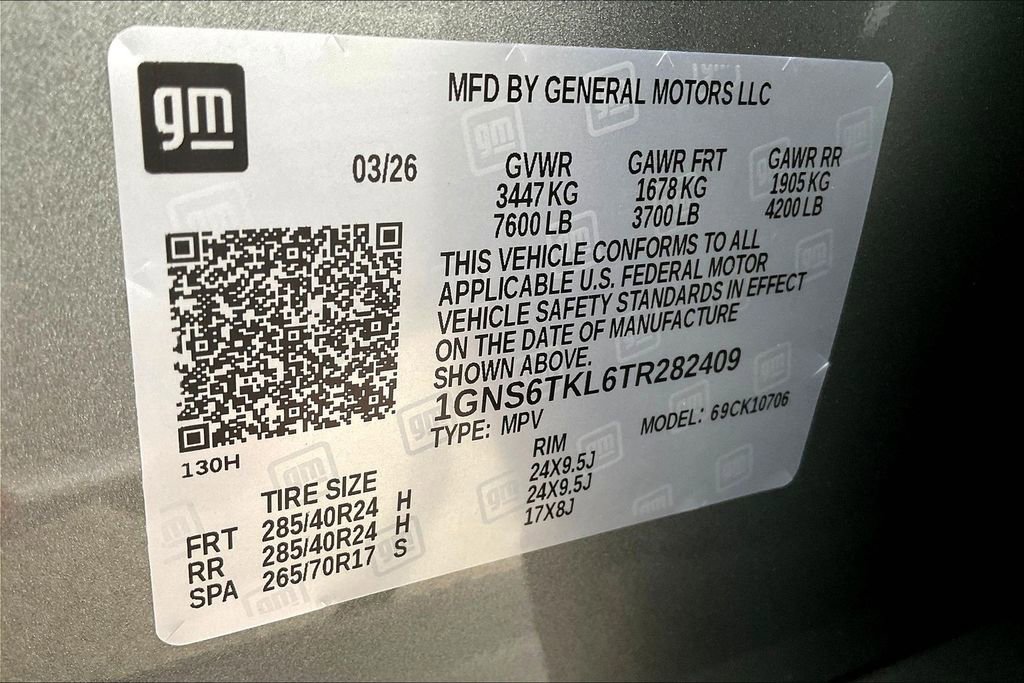 gm
MFD BY GENERAL MOTORS LLC
03/26
GVWR GAWR FRT GAWR RR
3447 KG 1678 KG 1905 KG
7600 LB 3700 LB 4200 LB
THIS VEHICLE CONFORMS TO ALL
APPLICABLE U.S. FEDERAL MOTOR
VEHICLE SAFETY STANDARDS IN EFFECT
ON THE DATE OF MANUFACTURE
SHOWN ABOVE.
1GNS6TKL6TR282409
TYPE: MPV MODEL: 69CK10706
130H
TIRE SIZE RIM
FRT 285/40R24 H 24X9.5J
RR 285/40R24 H 24X9.5J
SPA 265/70R17 S 17X8J